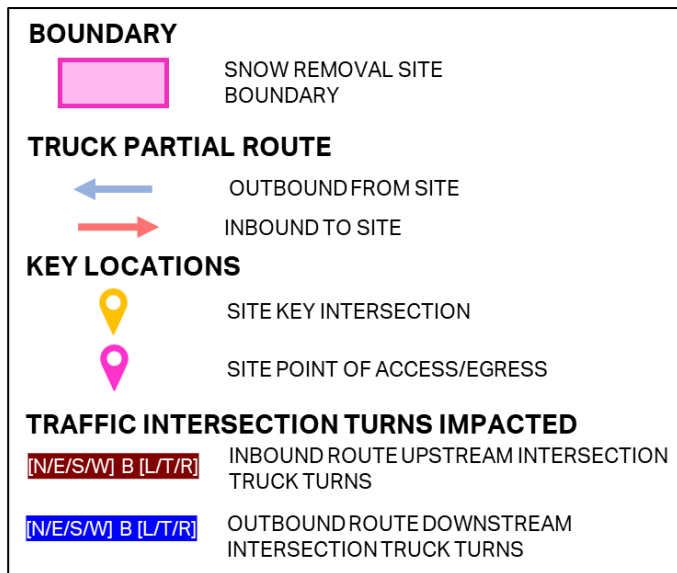 BOUNDARY
SNOW REMOVAL SITE
BOUNDARY
TRUCK PARTIAL ROUTE
OUTBOUND FROM SITE
INBOUND TO SITE
KEY LOCATIONS
SITE KEY INTERSECTION
SITE POINT OF ACCESS/EGRESS
TRAFFIC INTERSECTION TURNS IMPACTED
[N/E/S/W] B [L/T/R]
INBOUND ROUTE UPSTREAM INTERSECTION
TRUCK TURNS
[N/E/S/W] B [L/T/R]
OUTBOUND ROUTE DOWNSTREAM
INTERSECTION TRUCK TURNS